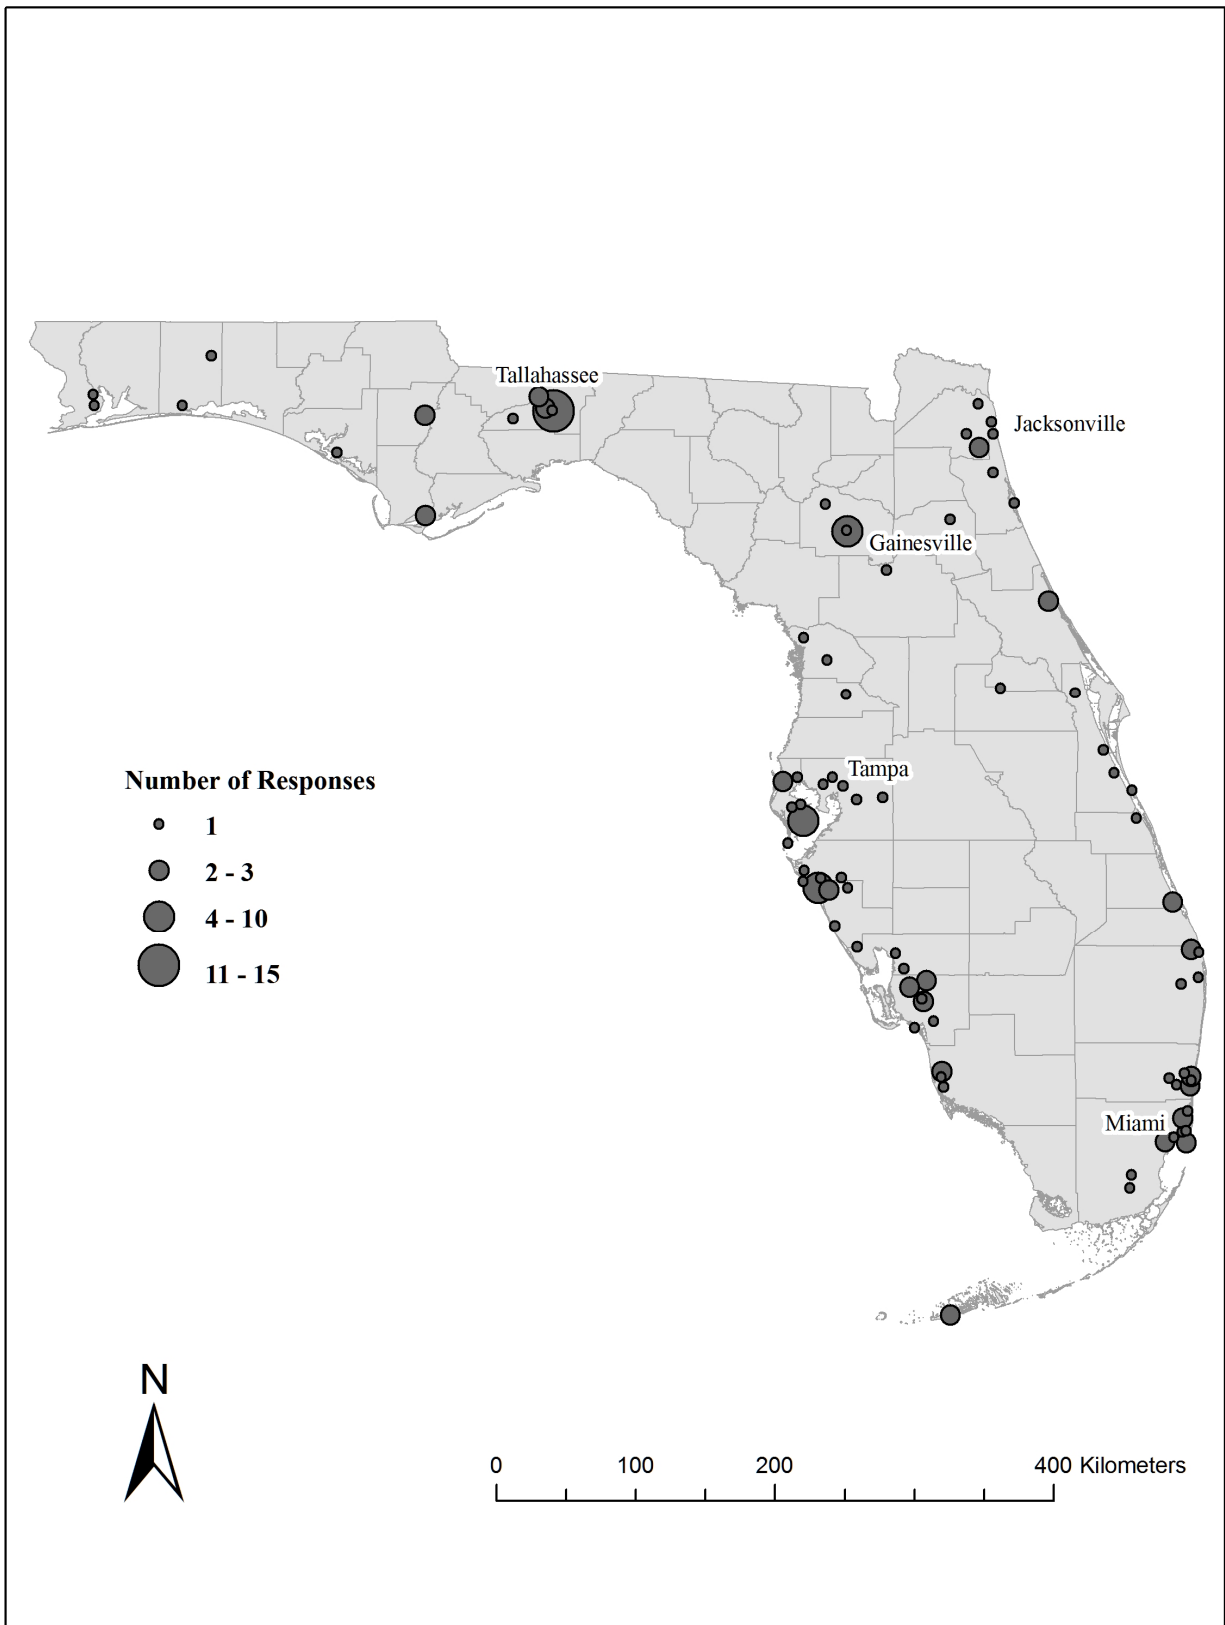 Tallahassee
Jacksonville
Gainesville
Tampa
Number of Responses
1
2 - 3
4 - 10
11 - 15
Miami
N
0 100 200 400 Kilometers